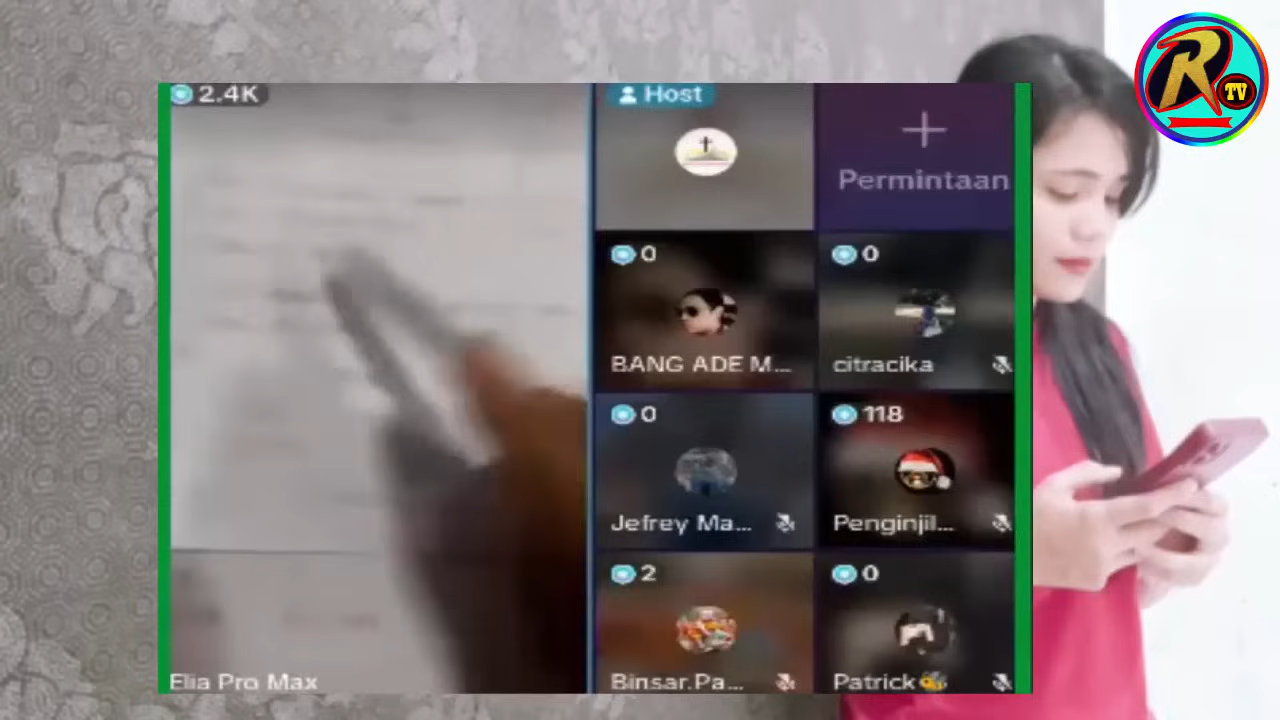 R
TV
2.4K
Host
Permintaan
0
0
BANG ADE M...
citracika
0
118
Jefrey Ma...
Penginjil...
2
0
Elia Pro Max
Binsar.Pa...
Patrick